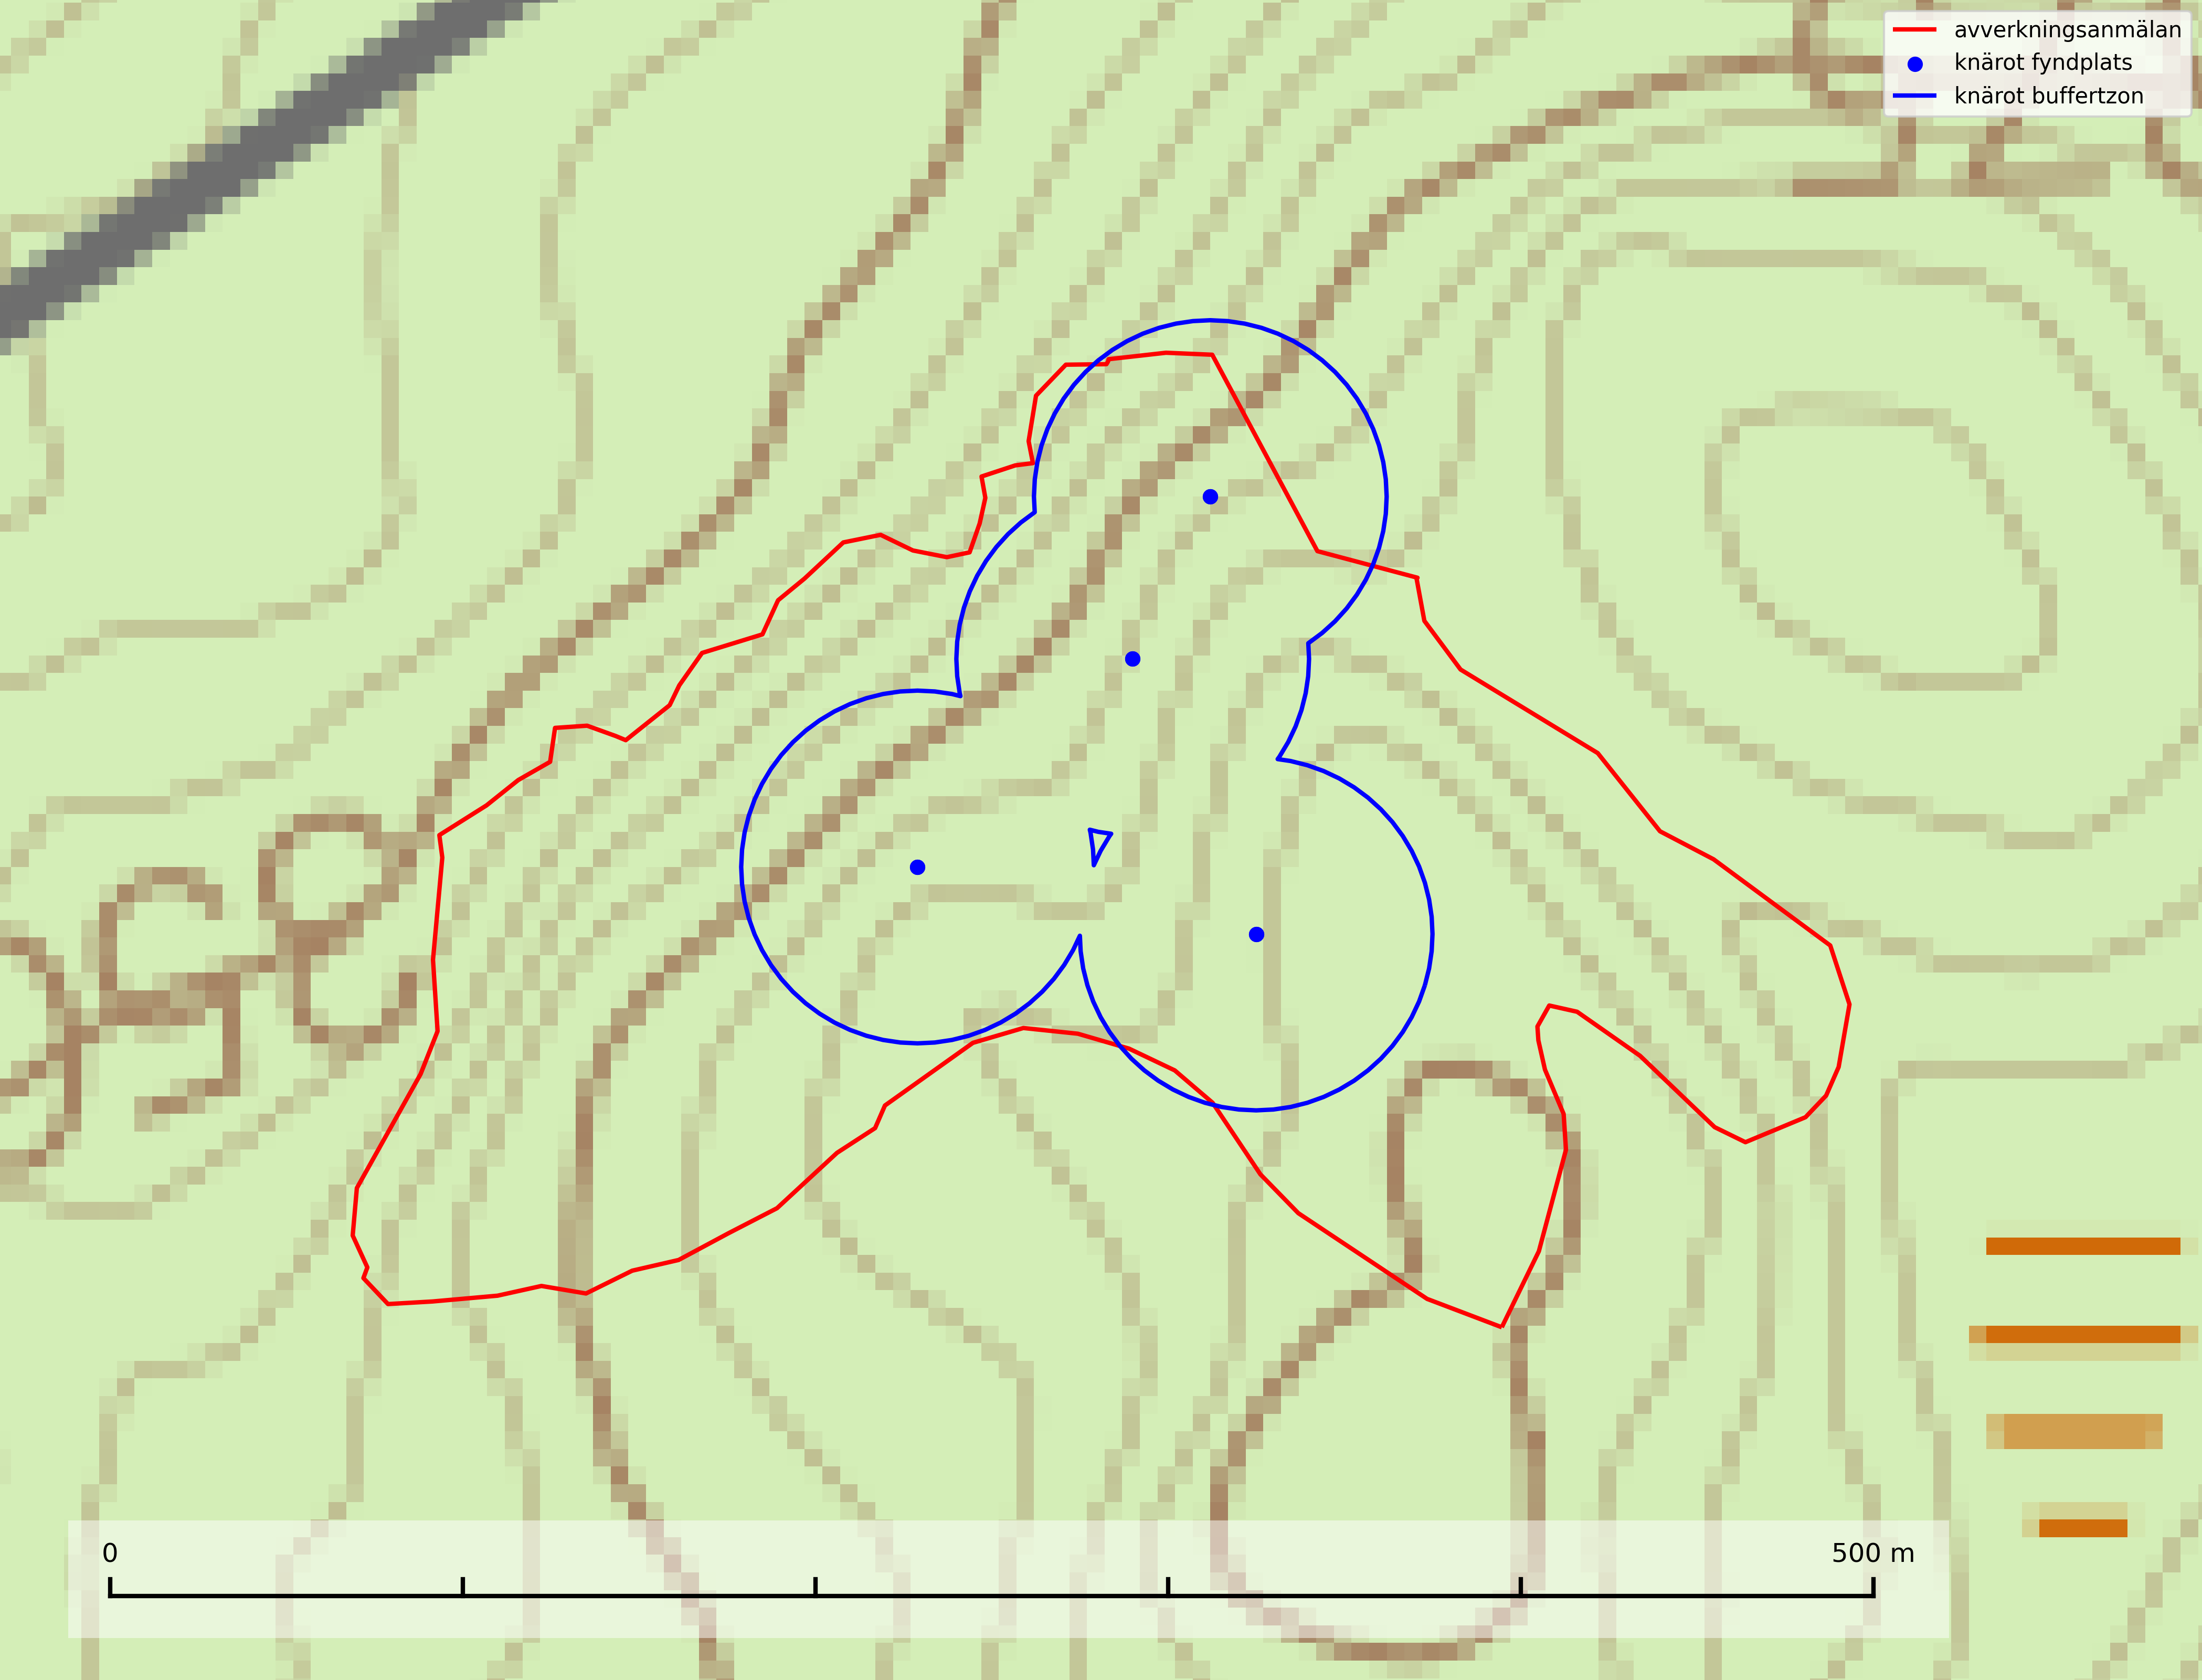 avverkningsanmälan
knärot fyndplats
knärot buffertzon
0
500 m